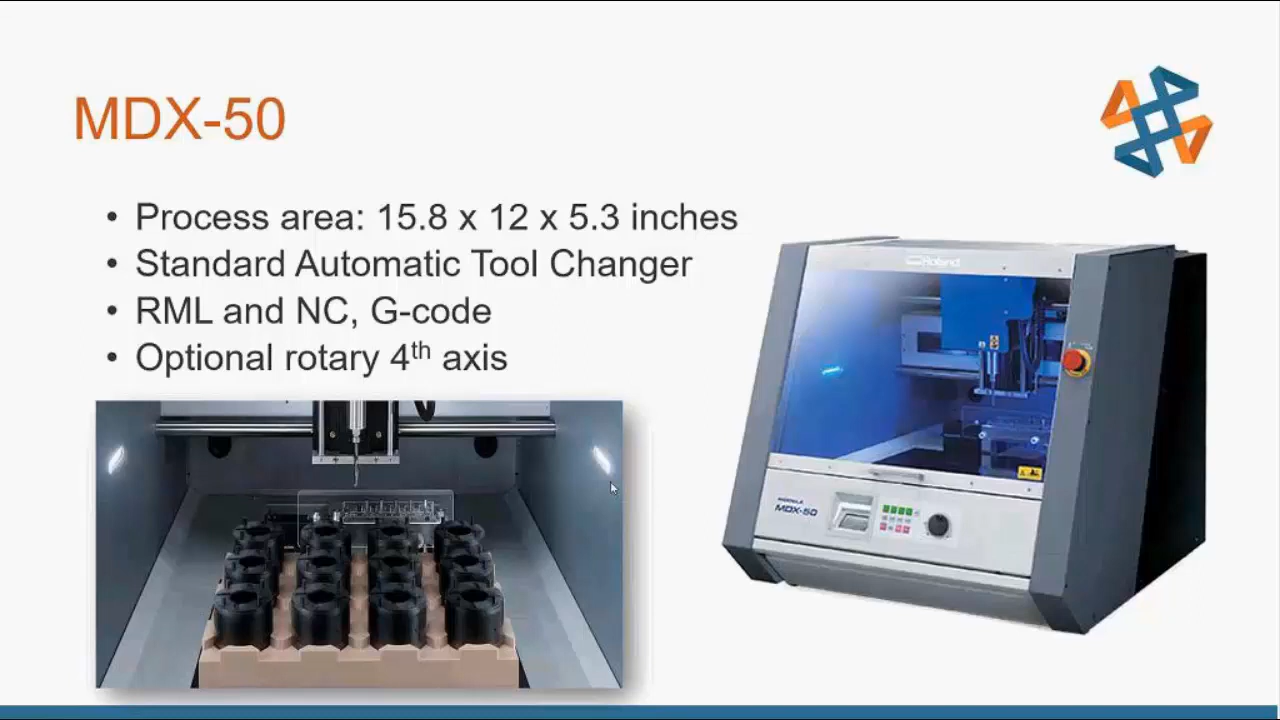 MDX-50
• Process area: 15.8 x 12 x 5.3 inches
• Standard Automatic Tool Changer
• RML and NC, G-code
• Optional rotary 4th axis
Roland
MDX-50